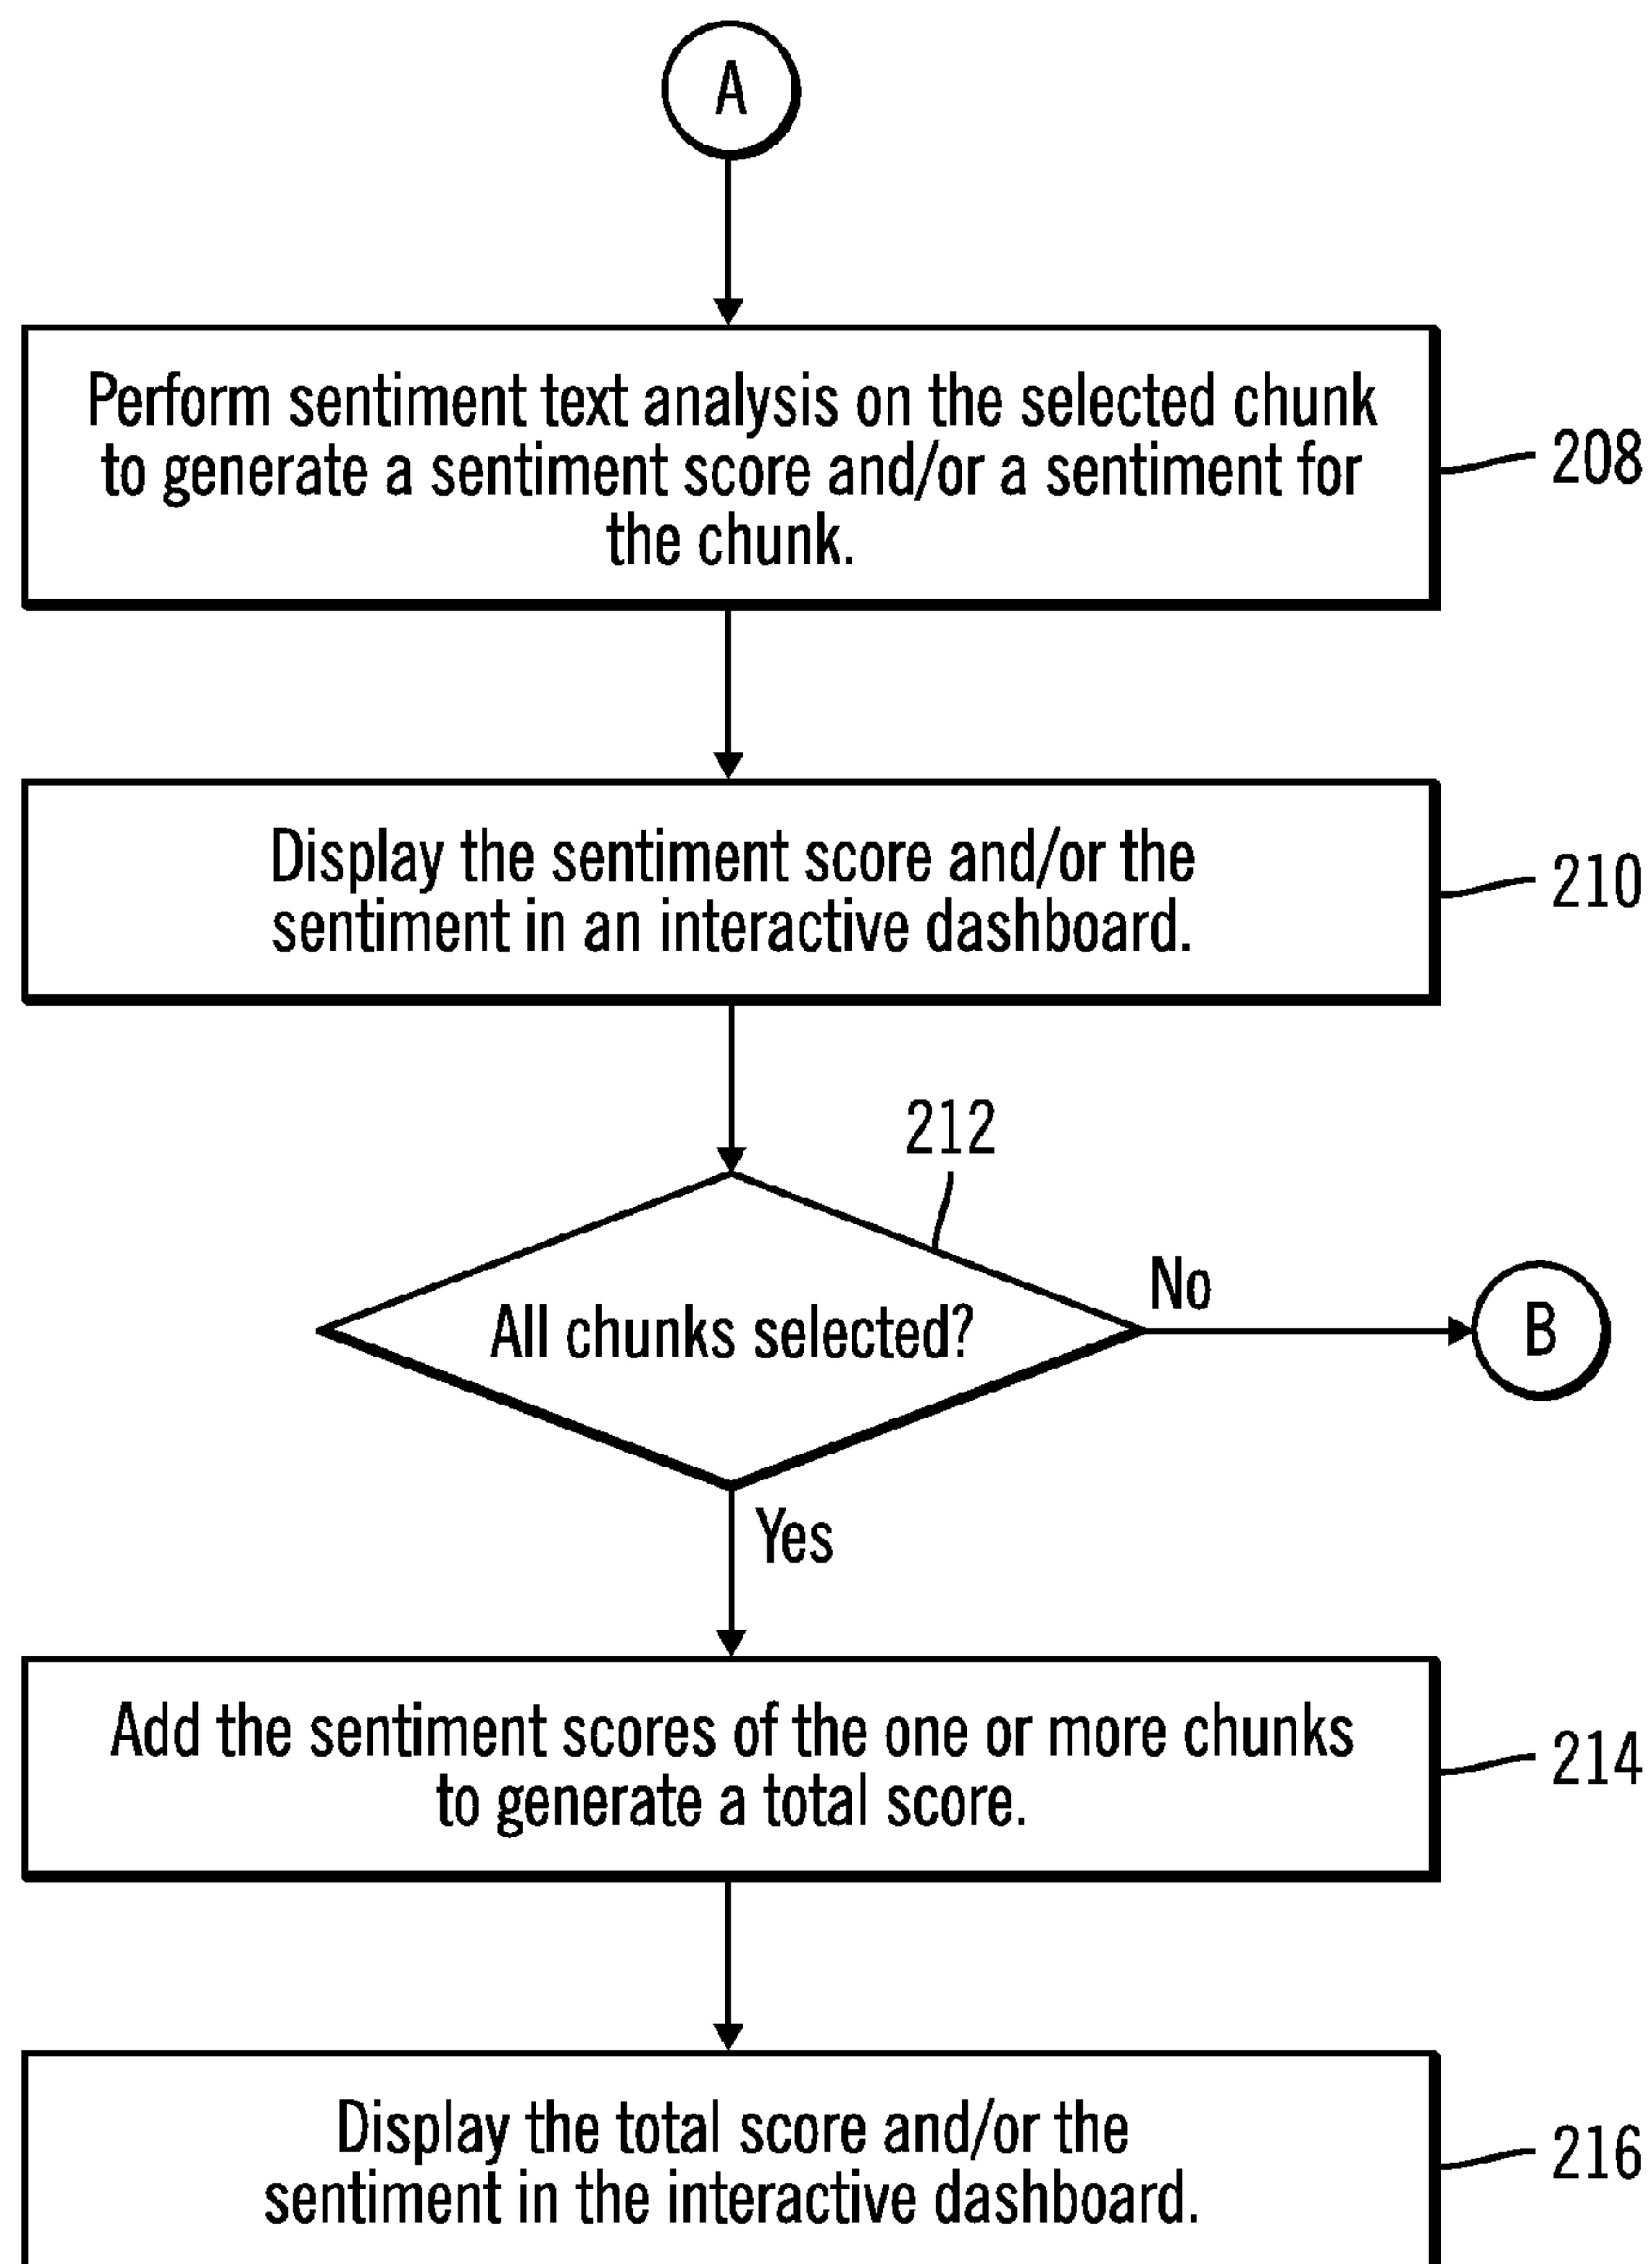 A
Perform sentiment text analysis on the selected chunk
to generate a sentiment score and/or a sentiment for
the chunk.
208
Display the sentiment score and/or the
sentiment in an interactive dashboard.
210
212
All chunks selected?
No
B
Yes
Add the sentiment scores of the one or more chunks
to generate a total score.
214
Display the total score and/or the
sentiment in the interactive dashboard.
216